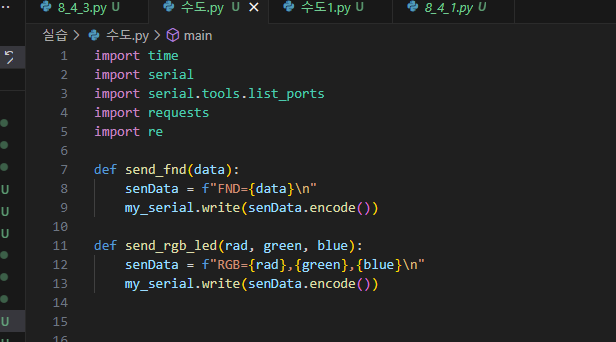 8_4_3.py U 수도.py U 수도1.py U 8_4_1.py U
실습 > 수도.py > main
1 import time
2 import serial
3 import serial.tools.list_ports
4 import requests
5 import re
6
7 def send_fnd(data):
8     senData = f"FND={data}\n"
9     my_serial.write(senData.encode())
10
11 def send_rgb_led(rad, green, blue):
12     senData = f"RGB={rad},{green},{blue}\n"
13     my_serial.write(senData.encode())
14
15
16
U
U
U
U